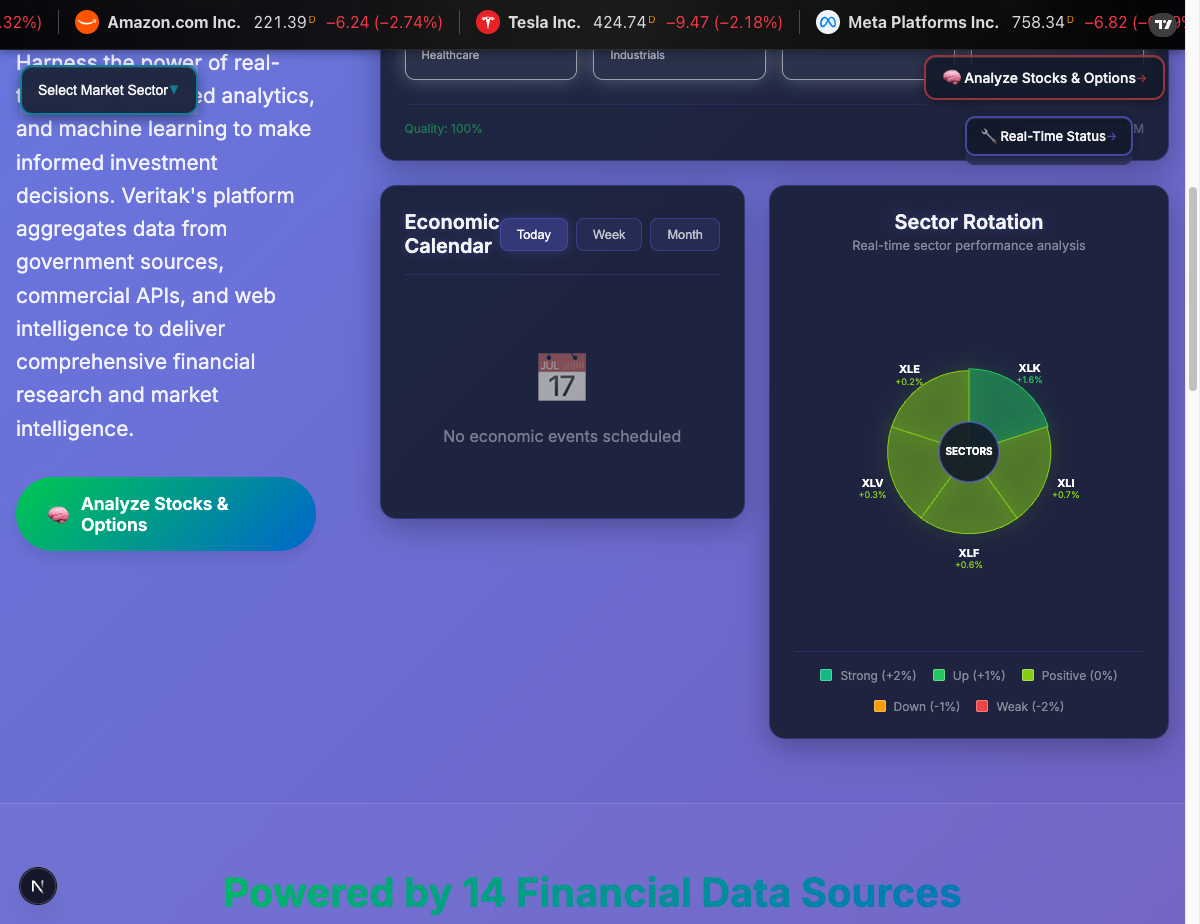 .32%)
Amazon.com Inc. 221.39 D −6.24 (−2.74%)
Tesla Inc. 424.74 D −9.47 (−2.18%)
Meta Platforms Inc. 758.34 D −6.82
Harness the power of real-
ed analytics,
and machine learning to make
informed investment
decisions. Veritak's platform
aggregates data from
government sources,
commercial APIs, and web
intelligence to deliver
comprehensive financial
research and market
intelligence.
Select Market Sector▼
🧠 Analyze Stocks & Options
Healthcare
Industrials
🧠 Analyze Stocks & Options→
Quality: 100%
🔧 Real-Time Status→
M
Economic
Calendar
Today
Week
Month
JUL
17
No economic events scheduled
Sector Rotation
Real-time sector performance analysis
XLE
+0.2%
XLK
+1.6%
SECTORS
XLV
+0.3%
XLI
+0.7%
XLF
+0.6%
Strong (+2%)
Up (+1%)
Positive (0%)
Down (-1%)
Weak (-2%)
N
Powered by 14 Financial Data Sources